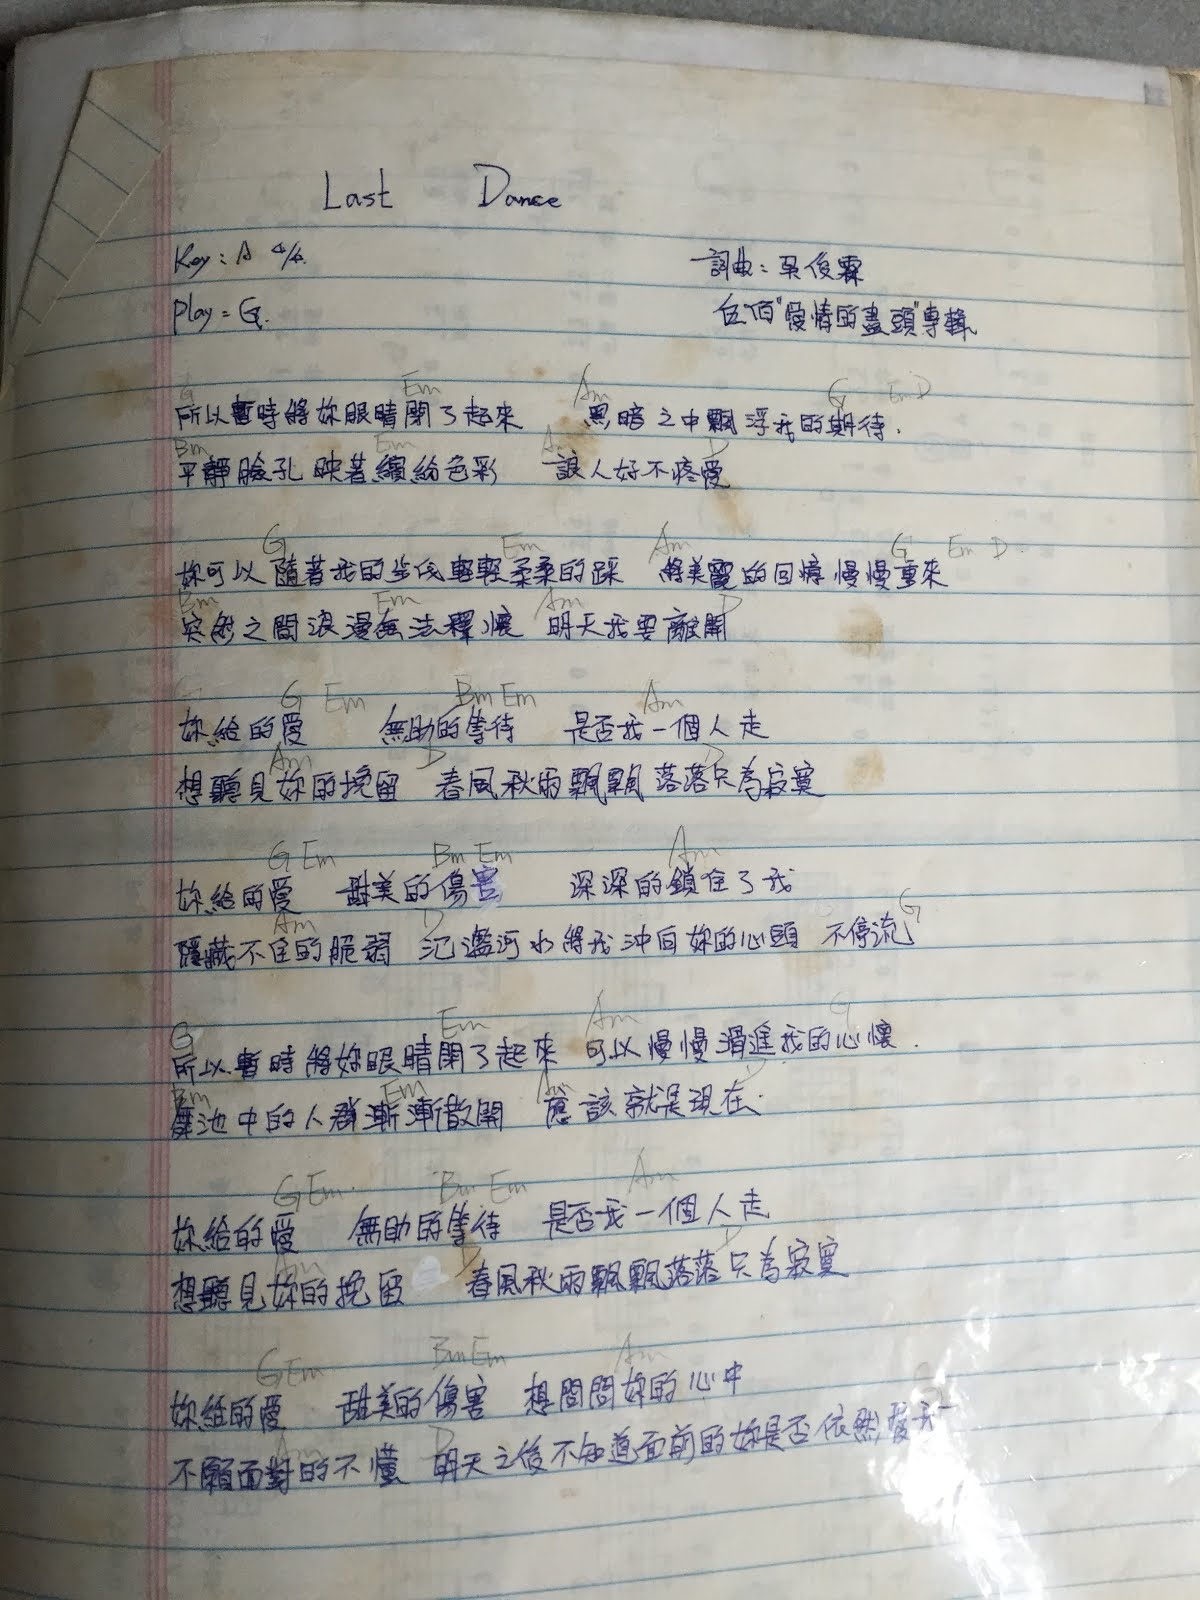 Last Dance
Key: A 4/4.
詞曲: 吳俊霖
Play = G.
伍佰"愛情的盡頭"專輯
G Em Am G Em D
所以暫時將妳眼睛閉了起來 黑暗之中飄浮我的期待.
Bm Em Am D
平靜臉孔映著繽紛色彩 讓人好不疼愛
G Em Am G Em D
妳可以隨著我的步伐輕輕柔柔的踩 將美麗的回憶慢慢重來
Bm Em Am D
突然之間浪漫無法釋懷 明天我要離開
G Em Bm Em Am
妳給的愛 無助的等待 是否我一個人走
Am D D
想聽見妳的挽留 春風秋雨飄飄落落只為寂寞
G Em Bm Em Am
妳給的愛 甜美的傷害 深深的鎖住了我
Am D G
隱藏不住的脆弱 氾濫河水將我沖向妳的心頭 不停流
G Em Am G
所以暫時將妳眼睛閉了起來 可以慢慢滑進我的心懷.
Bm Em Am D
舞池中的人群漸漸散開 應該就是現在.
G Em Bm Em Am
妳給的愛 無助的等待 是否我一個人走
Am D D
想聽見妳的挽留 春風秋雨飄飄落落只為寂寞
G Em Bm Em Am
妳給的愛 甜美的傷害 想問問妳的心中
Am D G
不願面對的不懂 明天之後不知道面前的妳是否依然愛我